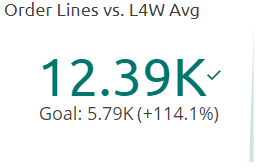 Order Lines vs. L4W Avg
12.39K✓
Goal: 5.79K (+114.1%)